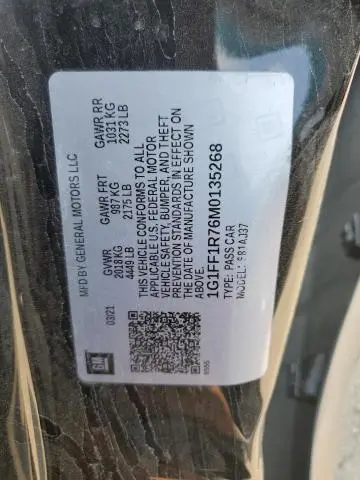 MFD BY GENERAL MOTORS LLC
03/21
GVWR
2018 KG
4449 LB
GAWR FRT
987 KG
2175 LB
GAWR RR
1031 KG
2273 LB
THIS VEHICLE CONFORMS TO ALL
APPLICABLE U.S. FEDERAL MOTOR
VEHICLE SAFETY, BUMPER, AND THEFT
PREVENTION STANDARDS IN EFFECT ON
THE DATE OF MANUFACTURE SHOWN
ABOVE.
1G1FF1R76M0135268
TYPE: PASS CAR
MODEL:
GM